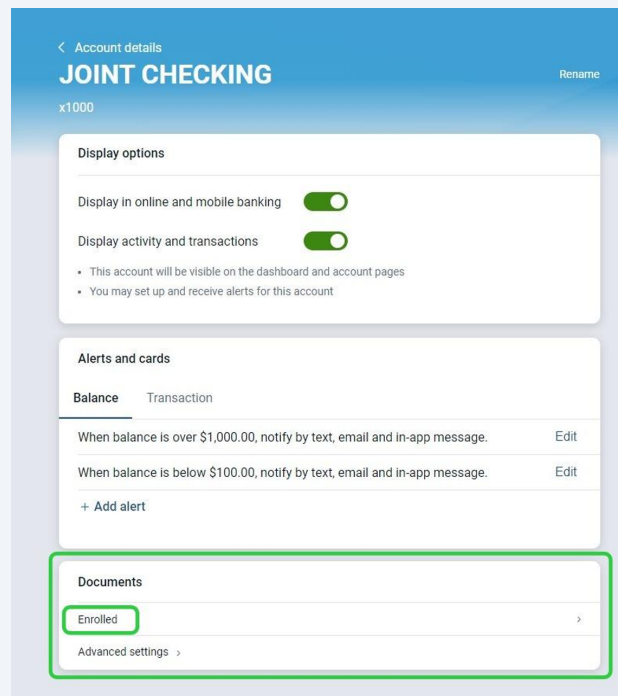 Account details
JOINT CHECKING
Rename
x1000
Display options
Display in online and mobile banking
Display activity and transactions
• This account will be visible on the dashboard and account pages
• You may set up and receive alerts for this account
Alerts and cards
Balance Transaction
When balance is over $1,000.00, notify by text, email and in-app message. Edit
When balance is below $100.00, notify by text, email and in-app message. Edit
+ Add alert
Documents
Enrolled
Advanced settings